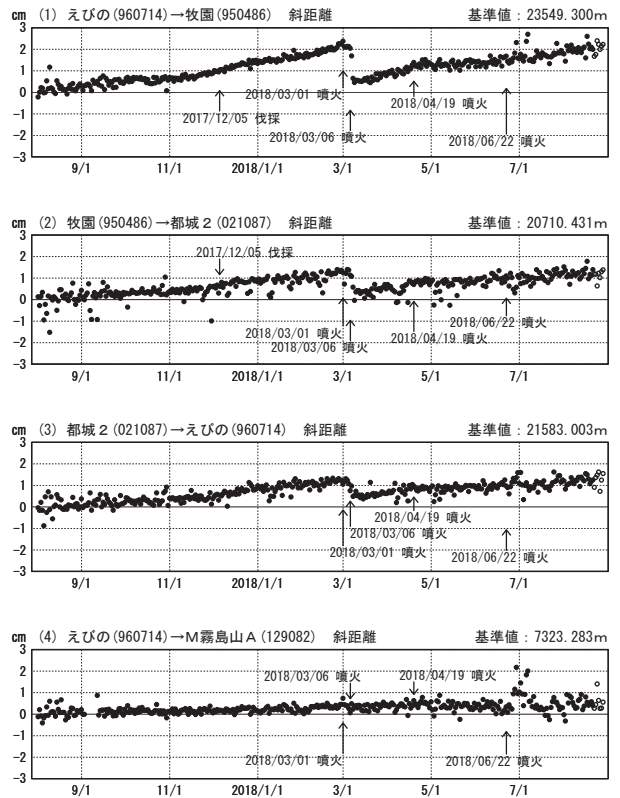 cm (1) えびの(960714)→牧園(950486) 斜距離 基準値：23549.300m
3
2
1
0
-1
-2
-3
2018/03/01 噴火
2018/04/19 噴火
2017/12/05 伐採
2018/03/06 噴火
2018/06/22 噴火
9/1 11/1 2018/1/1 3/1 5/1 7/1
cm (2) 牧園(950486)→都城２(021087) 斜距離 基準値：20710.431m
3
2
1
0
-1
-2
-3
2017/12/05 伐採
2018/06/22 噴火
2018/03/01 噴火
2018/04/19 噴火
2018/03/06 噴火
9/1 11/1 2018/1/1 3/1 5/1 7/1
cm (3) 都城２(021087)→えびの(960714) 斜距離 基準値：21583.003m
3
2
1
0
-1
-2
-3
2018/04/19 噴火
2018/03/06 噴火
2018/03/01 噴火
2018/06/22 噴火
9/1 11/1 2018/1/1 3/1 5/1 7/1
cm (4) えびの(960714)→Ｍ霧島山Ａ(129082) 斜距離 基準値：7323.283m
3
2
1
0
-1
-2
-3
2018/03/06 噴火 2018/04/19 噴火
2018/03/01 噴火 2018/06/22 噴火
9/1 11/1 2018/1/1 3/1 5/1 7/1